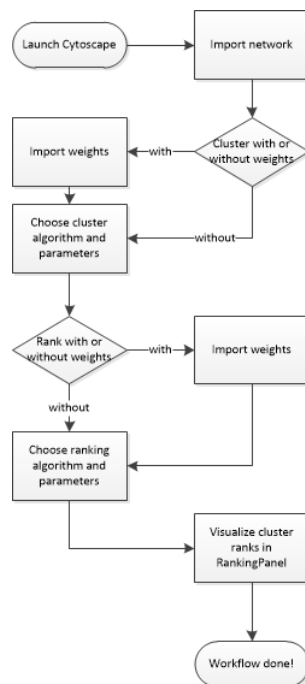 Launch Cytoscape
Import network
Cluster with or
without weights
with
Import weights
without
Choose cluster
algorithm and
parameters
Rank with or
without weights
with
Import weights
without
Choose ranking
algorithm and
parameters
Visualize cluster
ranks in
RankingPanel
Workflow done!